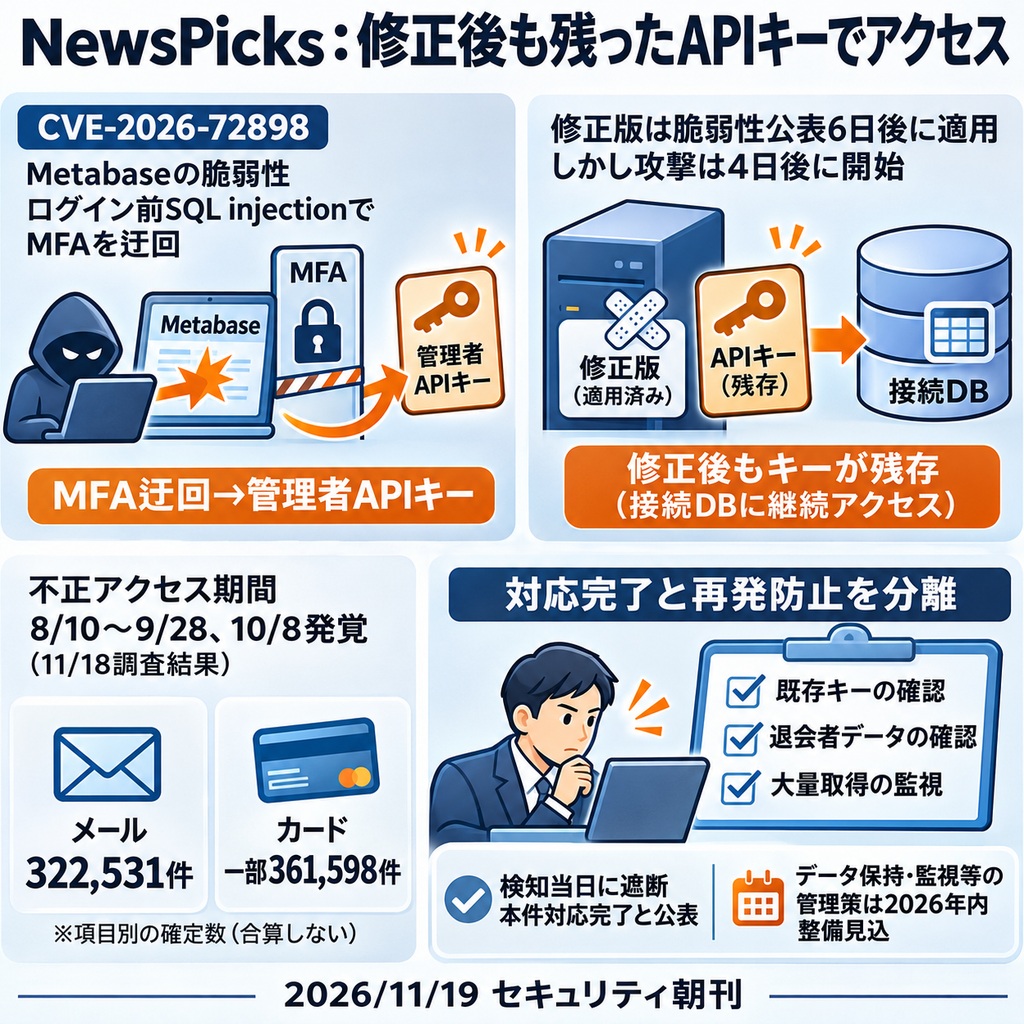 NewsPicks：修正後も残ったAPIキーでアクセス
CVE-2026-72898
Metabaseの脆弱性
ログイン前SQL injectionで
MFAを迂回
MFA
Metabase
管理者
APIキー
MFA迂回→管理者APIキー
修正版は脆弱性公表6日後に適用
しかし攻撃は4日後に開始
修正版
（適用済み）
APIキー
（残存）
接続DB
修正後もキーが残存
（接続DBに継続アクセス）
不正アクセス期間
8/10～9/28、10/8発覚
（11/18調査結果）
メール
322,531件
カード
一部361,598件
※項目別の確定数（合算しない）
対応完了と再発防止を分離
既存キーの確認
退会者データの確認
大量取得の監視
検知当日に遮断
本件対応完了と公表
データ保持・監視等の
管理策は2026年内
整備見込
2026/11/19 セキュリティ朝刊